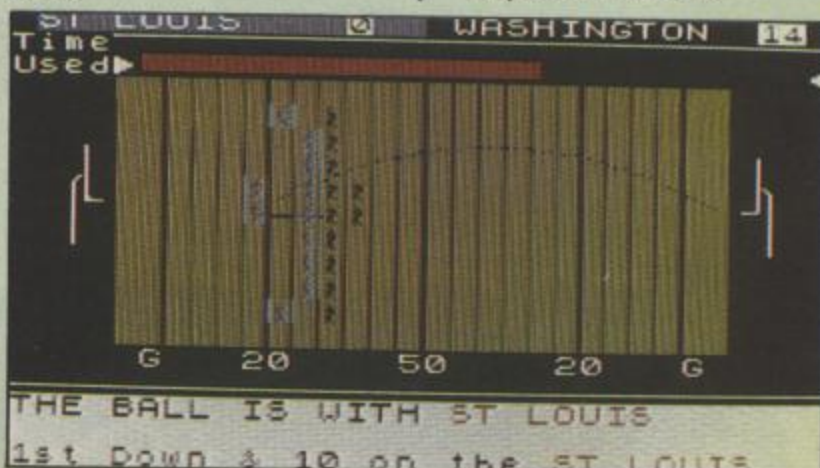 ST LOUIS 0 WASHINGTON 14
Time
Used
G 20 50 20 G
THE BALL IS WITH ST LOUIS
1st Down & 10 on the ST LOUIS